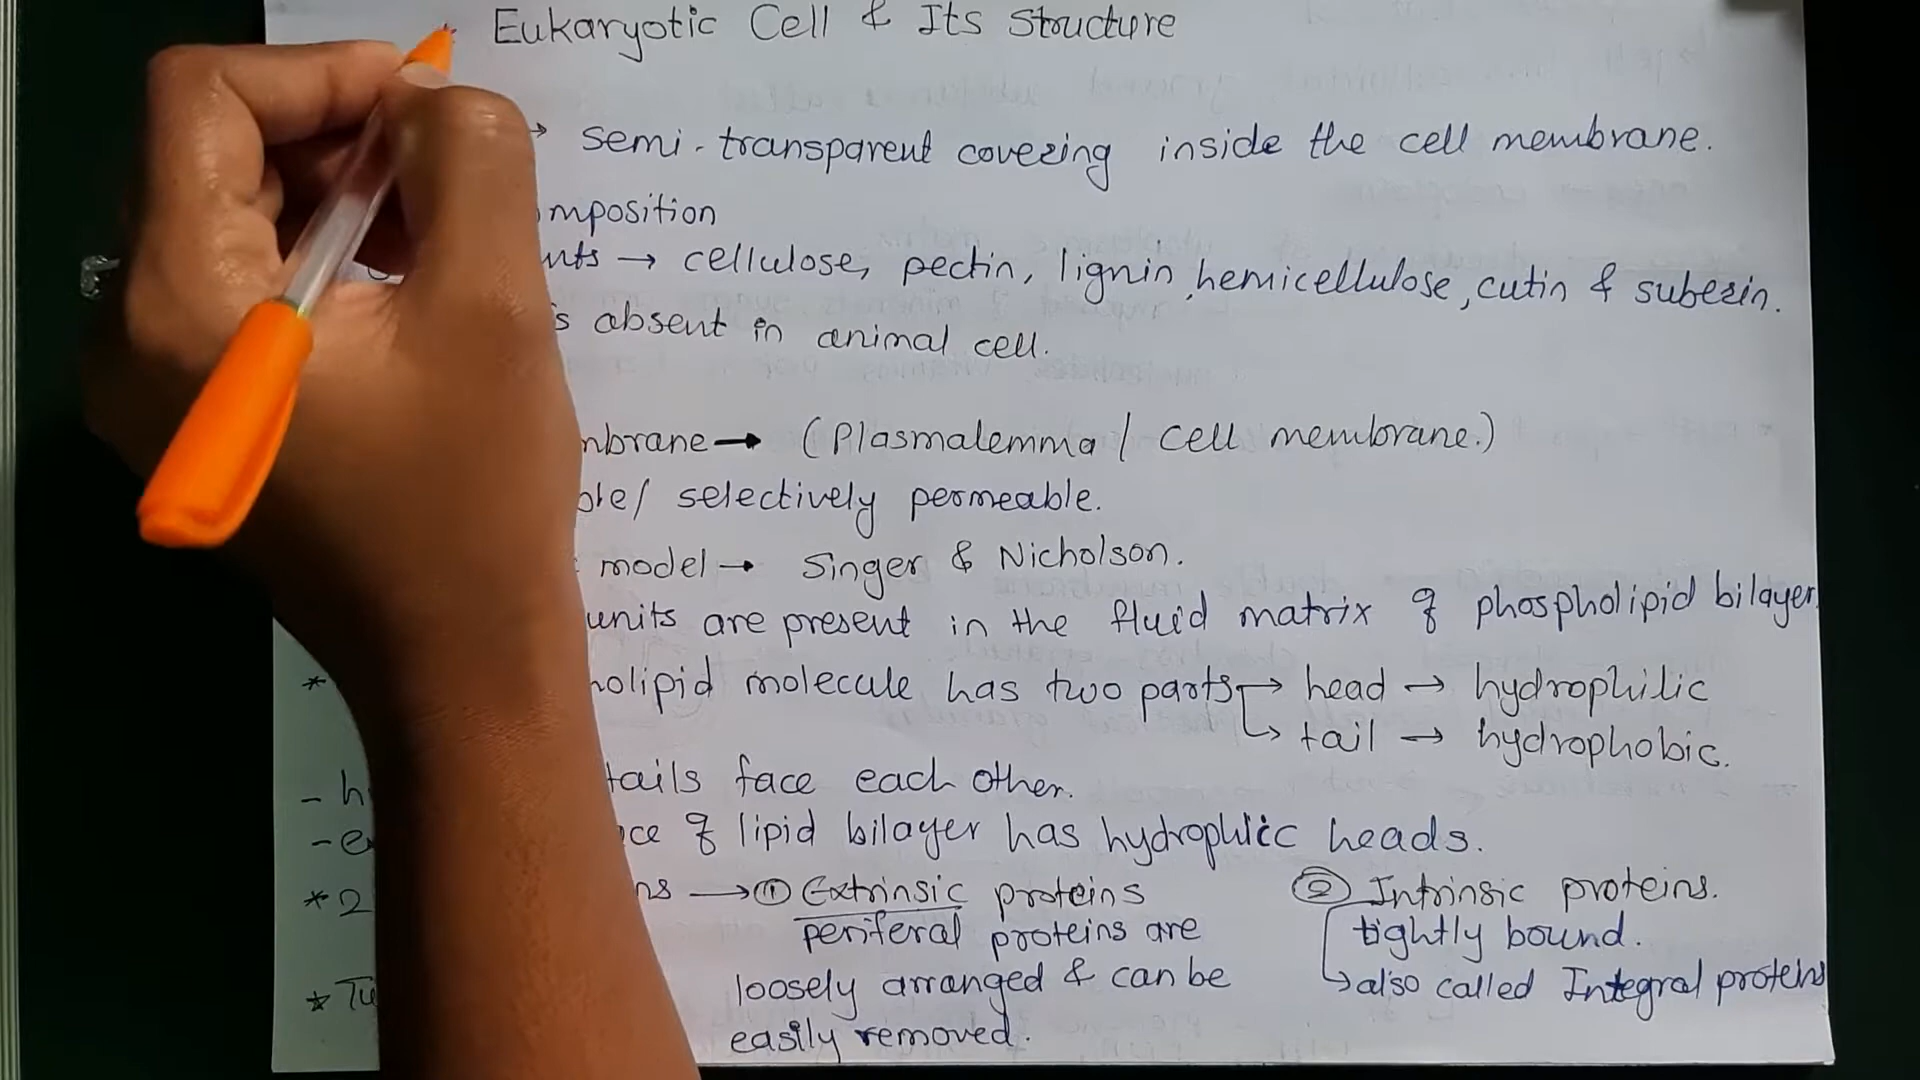 Eukaryotic Cell & Its Structure
→ semi-transparent covering inside the cell membrane.
mposition
nts → cellulose, pectin, lignin, hemicellulose, cutin & suberin.
s absent in animal cell.
mbrane → (Plasmalemma / cell membrane.)
ble/ selectively permeable.
model → Singer & Nicholson.
units are present in the fluid matrix of phospholipid bilayer.
* holipid molecule has two parts → head → hydrophilic
↳ tail → hydrophobic.
- h tails face each other.
- e ce of lipid bilayer has hydrophlic heads.
* 2 ns → ① Extrinsic proteins ② Intrinsic proteins.
periferal proteins are tightly bound.
* Tu loosely arranged & can be ↳ also called Integral proteins
easily removed.